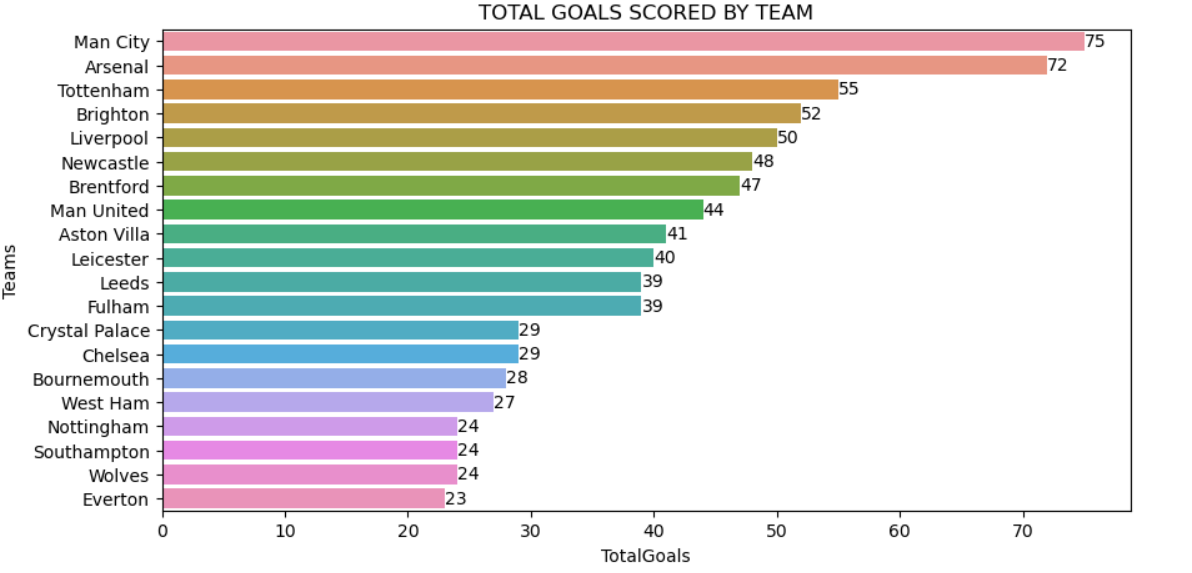 TOTAL GOALS SCORED BY TEAM
Teams
Man City 75
Arsenal 72
Tottenham 55
Brighton 52
Liverpool 50
Newcastle 48
Brentford 47
Man United 44
Aston Villa 41
Leicester 40
Leeds 39
Fulham 39
Crystal Palace 29
Chelsea 29
Bournemouth 28
West Ham 27
Nottingham 24
Southampton 24
Wolves 24
Everton 23
0 10 20 30 40 50 60 70
TotalGoals